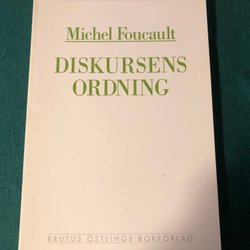 Michel Foucault
DISKURSENS
ORDNING
BRUTUS ÖSTLINGS BOKFÖRLAG